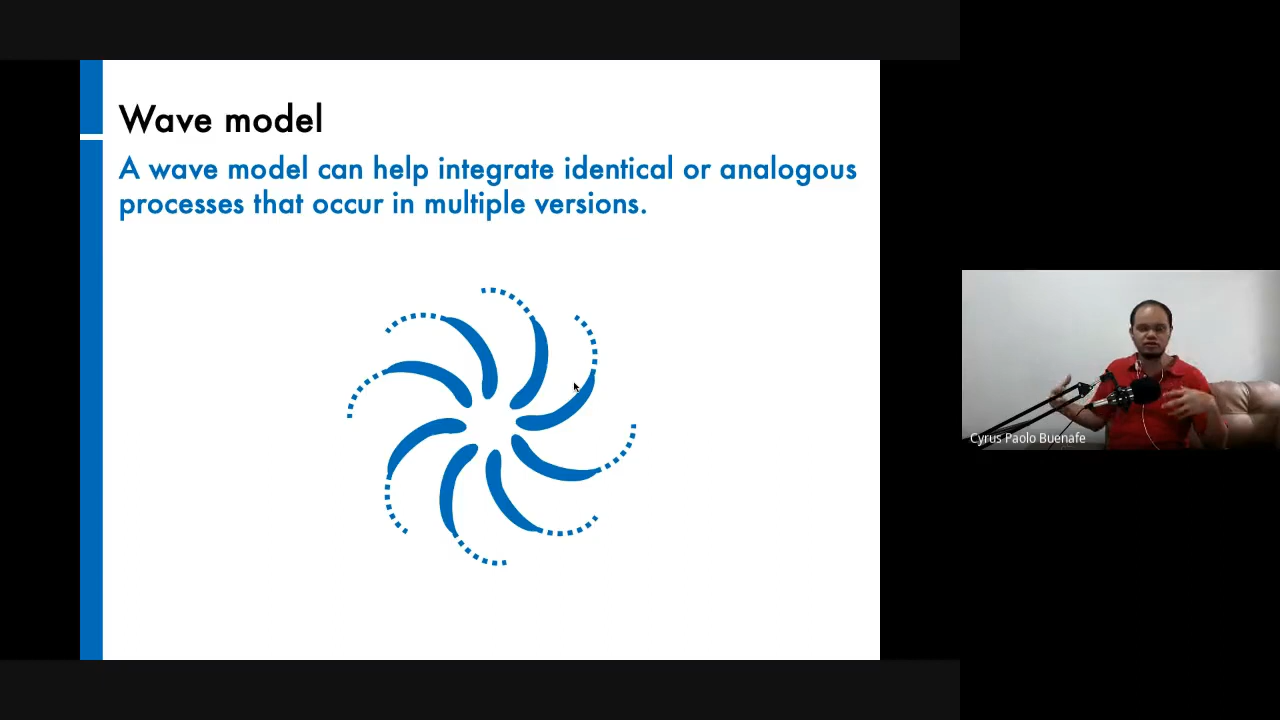 Wave model
A wave model can help integrate identical or analogous
processes that occur in multiple versions.
Cyrus Paolo Buenafe